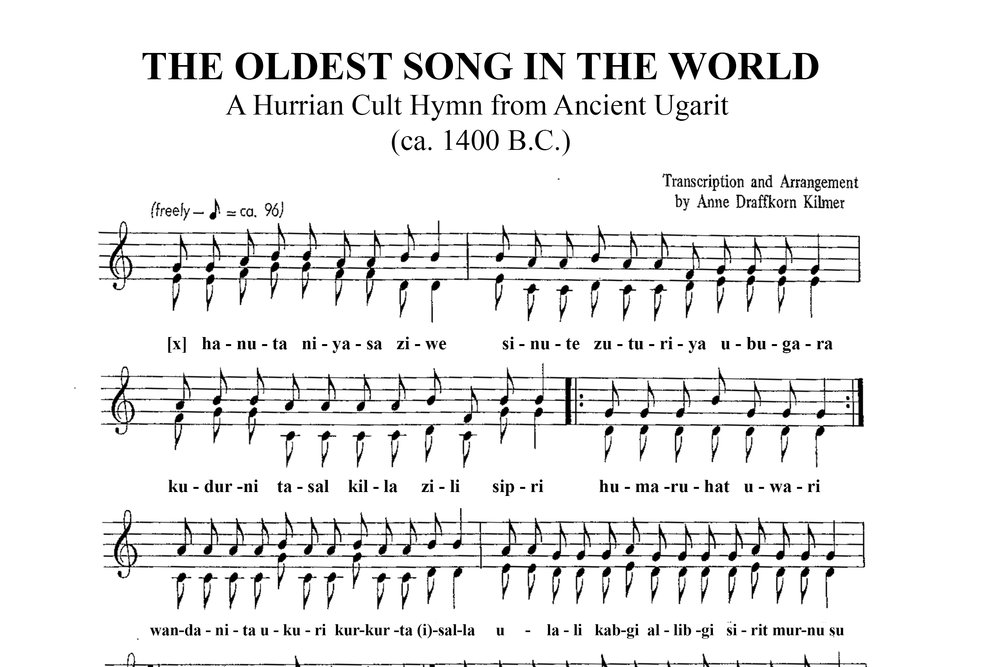 THE OLDEST SONG IN THE WORLD
A Hurrian Cult Hymn from Ancient Ugarit
(ca. 1400 B.C.)
Transcription and Arrangement
by Anne Draffkorn Kilmer
(freely – ♪ = ca. 96)
[x] ha - nu - ta ni - ya - sa zi - we si - nu - te zu - tu - ri - ya u - bu - ga - ra
ku - dur - ni ta - sal kil - la zi - li sip - ri hu - ma - ru - hat u - wa - ri
wan - da - ni - ta u - ku - ri kur - kur - ta (i) - sal - la u - la - li kab - gi al - lib - gi si - rit mur - nu su